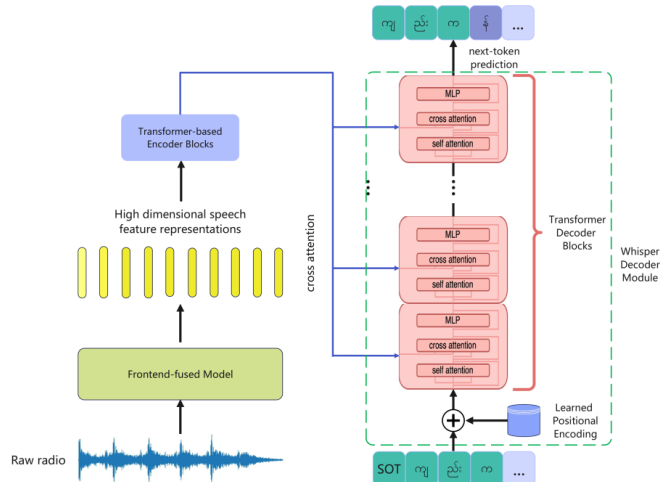 ကျ ည်း က န် ...
next-token
prediction
MLP
cross attention
self attention
Transformer-based
Encoder Blocks
High dimensional speech
feature representations
cross attention
MLP
cross attention
self attention
MLP
cross attention
self attention
Transformer
Decoder
Blocks
Whisper
Decoder
Module
Frontend-fused Model
Learned
Positional
Encoding
Raw radio
SOT ကျ ည်း က ...